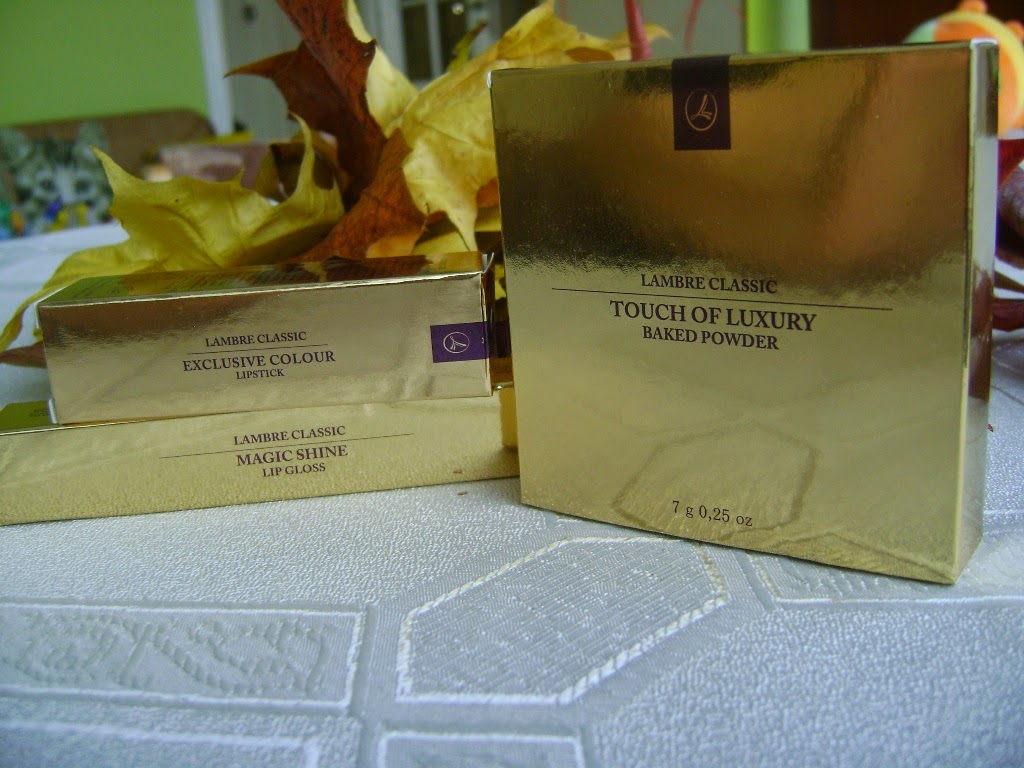 LAMBRE CLASSIC
EXCLUSIVE COLOUR
LIPSTICK
LAMBRE CLASSIC
MAGIC SHINE
LIP GLOSS
LAMBRE CLASSIC
TOUCH OF LUXURY
BAKED POWDER
7 g 0,25 oz